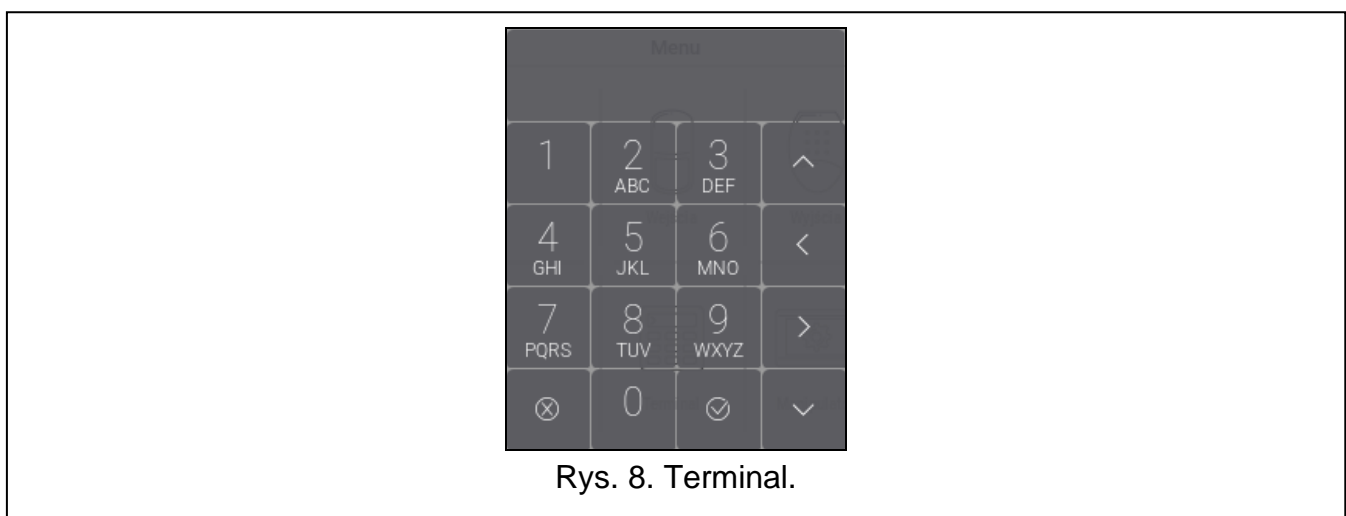 Menu
1 2 3
ABC DEF
4 5 6
GHI JKL MNO
7 8 9
PQRS TUV WXYZ
0
Terminal
Rys. 8. Terminal.